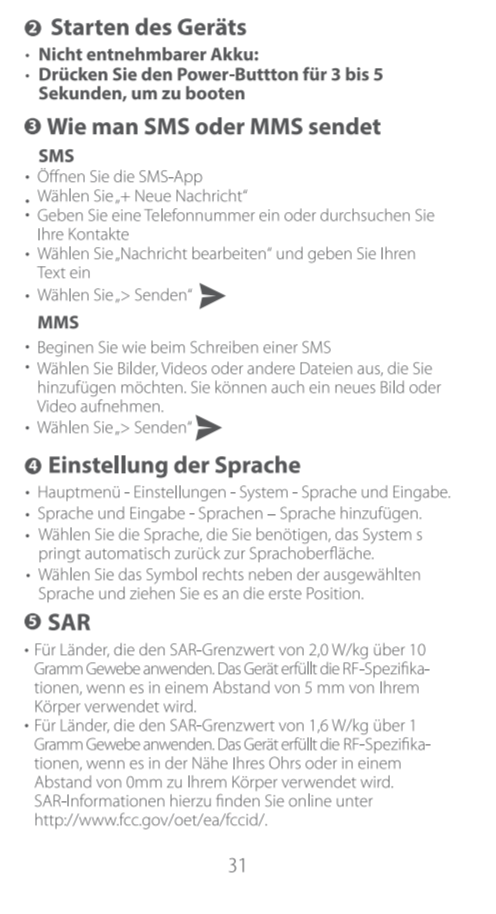 ❷ Starten des Geräts
• Nicht entnehmbarer Akku:
• Drücken Sie den Power-Buttton für 3 bis 5
Sekunden, um zu booten
❸ Wie man SMS oder MMS sendet
SMS
• Öffnen Sie die SMS-App
• Wählen Sie „+ Neue Nachricht“
• Geben Sie eine Telefonnummer ein oder durchsuchen Sie
Ihre Kontakte
• Wählen Sie „Nachricht bearbeiten“ und geben Sie Ihren
Text ein
• Wählen Sie „> Senden“
MMS
• Beginen Sie wie beim Schreiben einer SMS
• Wählen Sie Bilder, Videos oder andere Dateien aus, die Sie
hinzufügen möchten. Sie können auch ein neues Bild oder
Video aufnehmen.
• Wählen Sie „> Senden“
❹ Einstellung der Sprache
• Hauptmenü - Einstellungen - System - Sprache und Eingabe.
• Sprache und Eingabe - Sprachen – Sprache hinzufügen.
• Wählen Sie die Sprache, die Sie benötigen, das System s
pringt automatisch zurück zur Sprachoberfläche.
• Wählen Sie das Symbol rechts neben der ausgewählten
Sprache und ziehen Sie es an die erste Position.
❺ SAR
• Für Länder, die den SAR-Grenzwert von 2,0 W/kg über 10
Gramm Gewebe anwenden. Das Gerät erfüllt die RF-Spezifika-
tionen, wenn es in einem Abstand von 5 mm von Ihrem
Körper verwendet wird.
• Für Länder, die den SAR-Grenzwert von 1,6 W/kg über 1
Gramm Gewebe anwenden. Das Gerät erfüllt die RF-Spezifika-
tionen, wenn es in der Nähe Ihres Ohrs oder in einem
Abstand von 0mm zu Ihrem Körper verwendet wird.
SAR-Informationen hierzu finden Sie online unter
http://www.fcc.gov/oet/ea/fccid/.
31